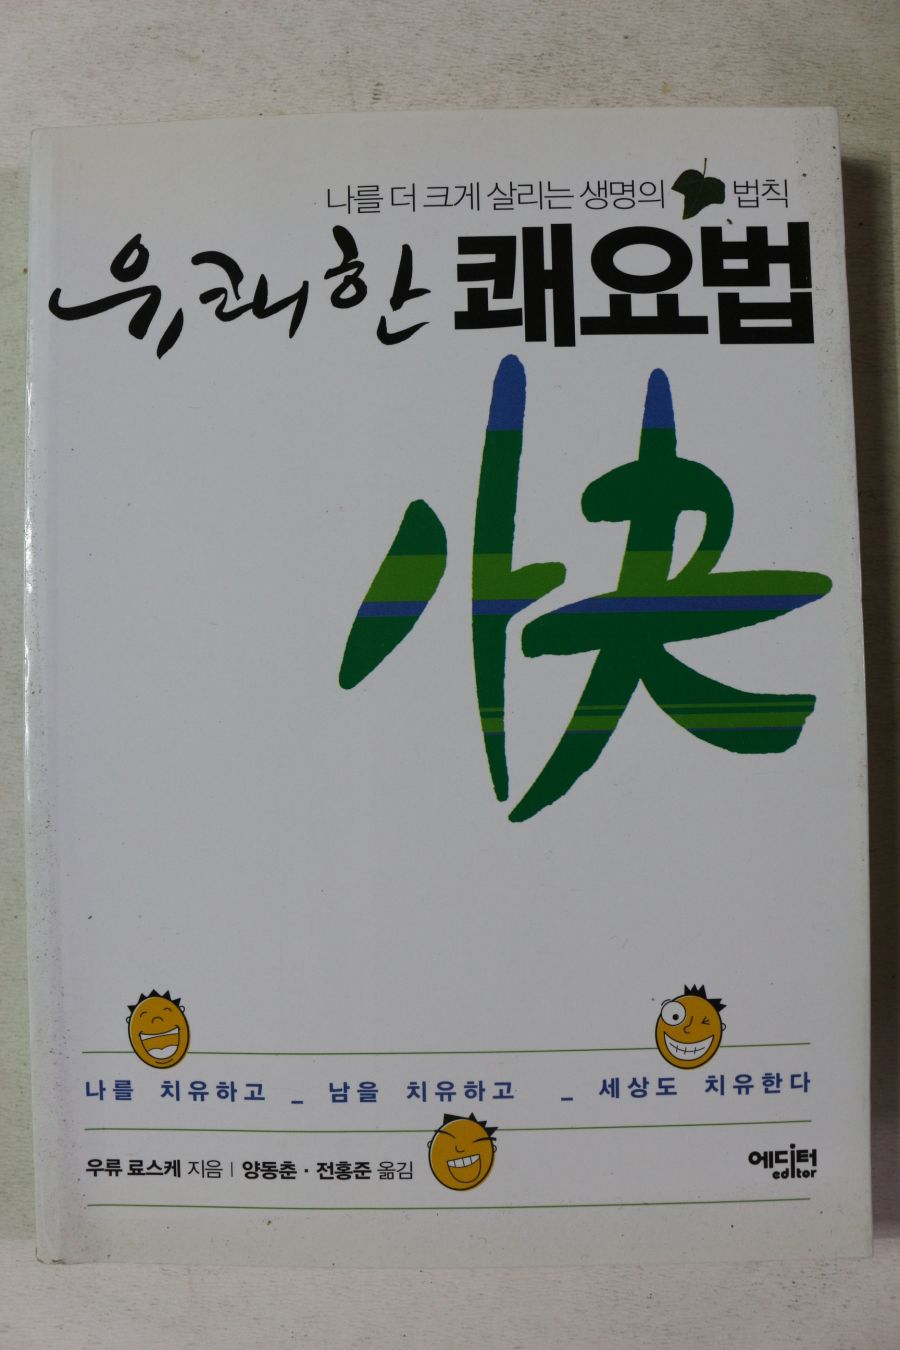 나를 더 크게 살리는 생명의 법칙
유쾌한 쾌요법
快
나를 치유하고 _ 남을 치유하고 _ 세상도 치유한다
우류 료스케 지음 | 양동춘 · 전홍준 옮김
에디터
editor